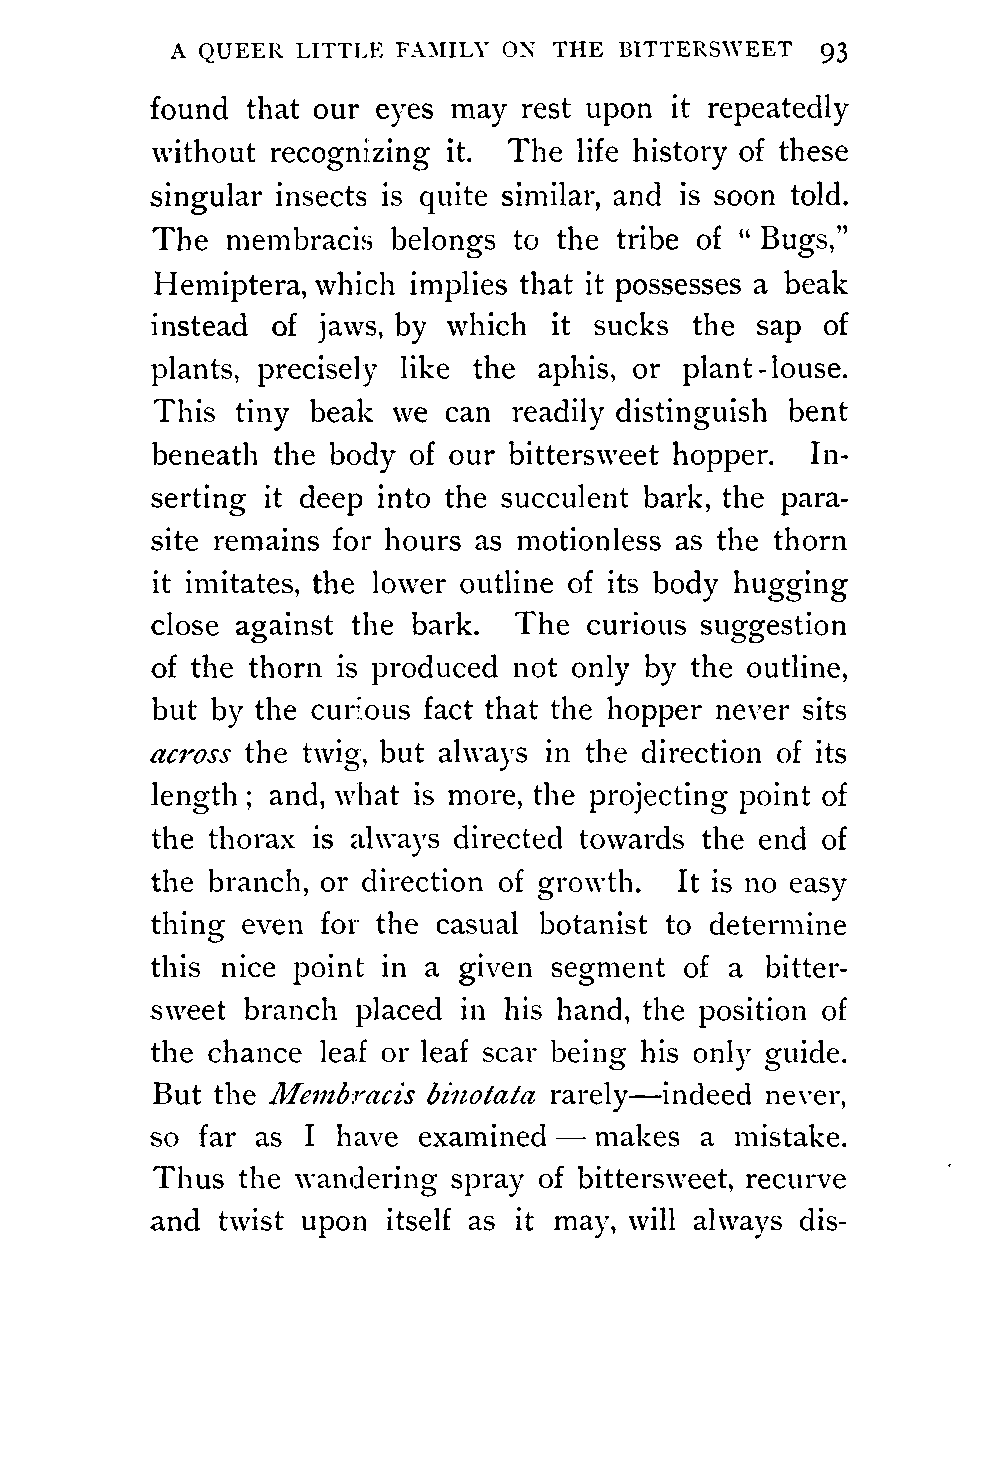 A QUEER LITTLE FAMILY ON THE BITTERSWEET 93
found that our eyes may rest upon it repeatedly
without recognizing it. The life history of these
singular insects is quite similar, and is soon told.
The membracis belongs to the tribe of “ Bugs,”
Hemiptera, which implies that it possesses a beak
instead of jaws, by which it sucks the sap of
plants, precisely like the aphis, or plant-louse.
This tiny beak we can readily distinguish bent
beneath the body of our bittersweet hopper. In-
serting it deep into the succulent bark, the para-
site remains for hours as motionless as the thorn
it imitates, the lower outline of its body hugging
close against the bark. The curious suggestion
of the thorn is produced not only by the outline,
but by the curious fact that the hopper never sits
across the twig, but always in the direction of its
length ; and, what is more, the projecting point of
the thorax is always directed towards the end of
the branch, or direction of growth. It is no easy
thing even for the casual botanist to determine
this nice point in a given segment of a bitter-
sweet branch placed in his hand, the position of
the chance leaf or leaf scar being his only guide.
But the Membracis binotata rarely—indeed never,
so far as I have examined — makes a mistake.
Thus the wandering spray of bittersweet, recurve
and twist upon itself as it may, will always dis-